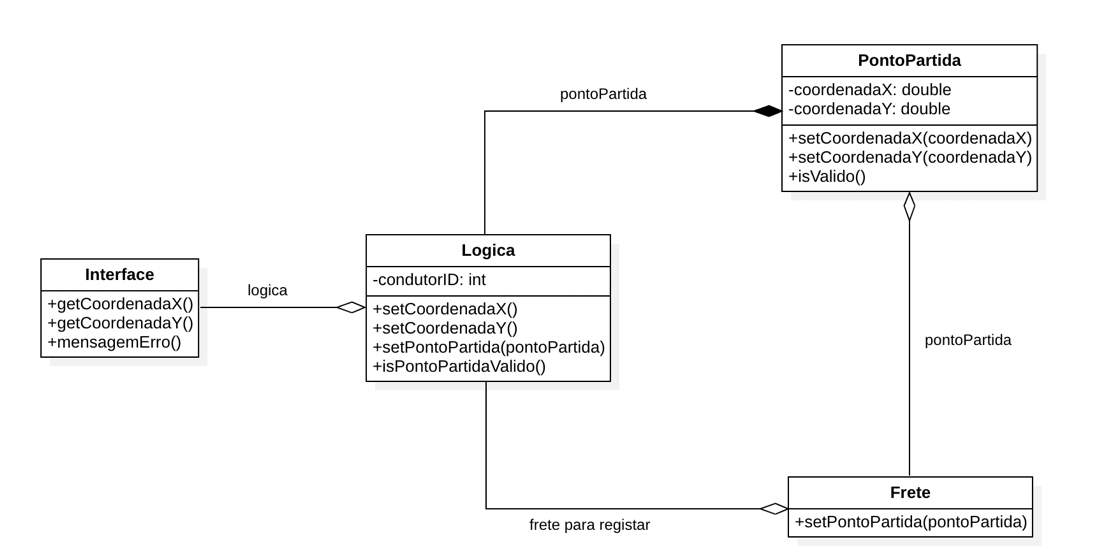 PontoPartida
-coordenadaX: double
-coordenadaY: double
+setCoordenadaX(coordenadaX)
+setCoordenadaY(coordenadaY)
+isValido()
pontoPartida
Logica
-condutorID: int
+setCoordenadaX()
+setCoordenadaY()
+setPontoPartida(pontoPartida)
+isPontoPartidaValido()
Interface
+getCoordenadaX()
+getCoordenadaY()
+mensagemErro()
logica
pontoPartida
Frete
+setPontoPartida(pontoPartida)
frete para registar